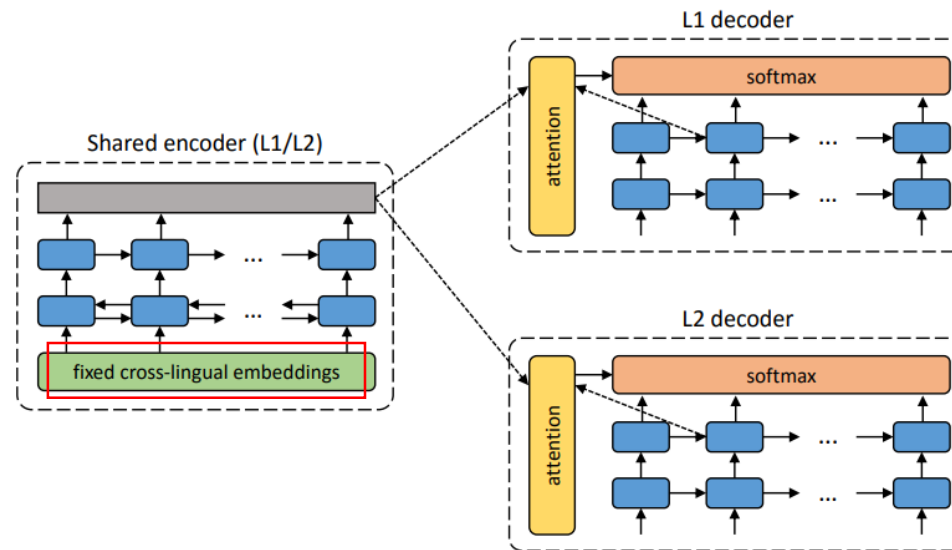 L1 decoder
softmax
attention
...
...
Shared encoder (L1/L2)
...
...
fixed cross-lingual embeddings
L2 decoder
softmax
attention
...
...